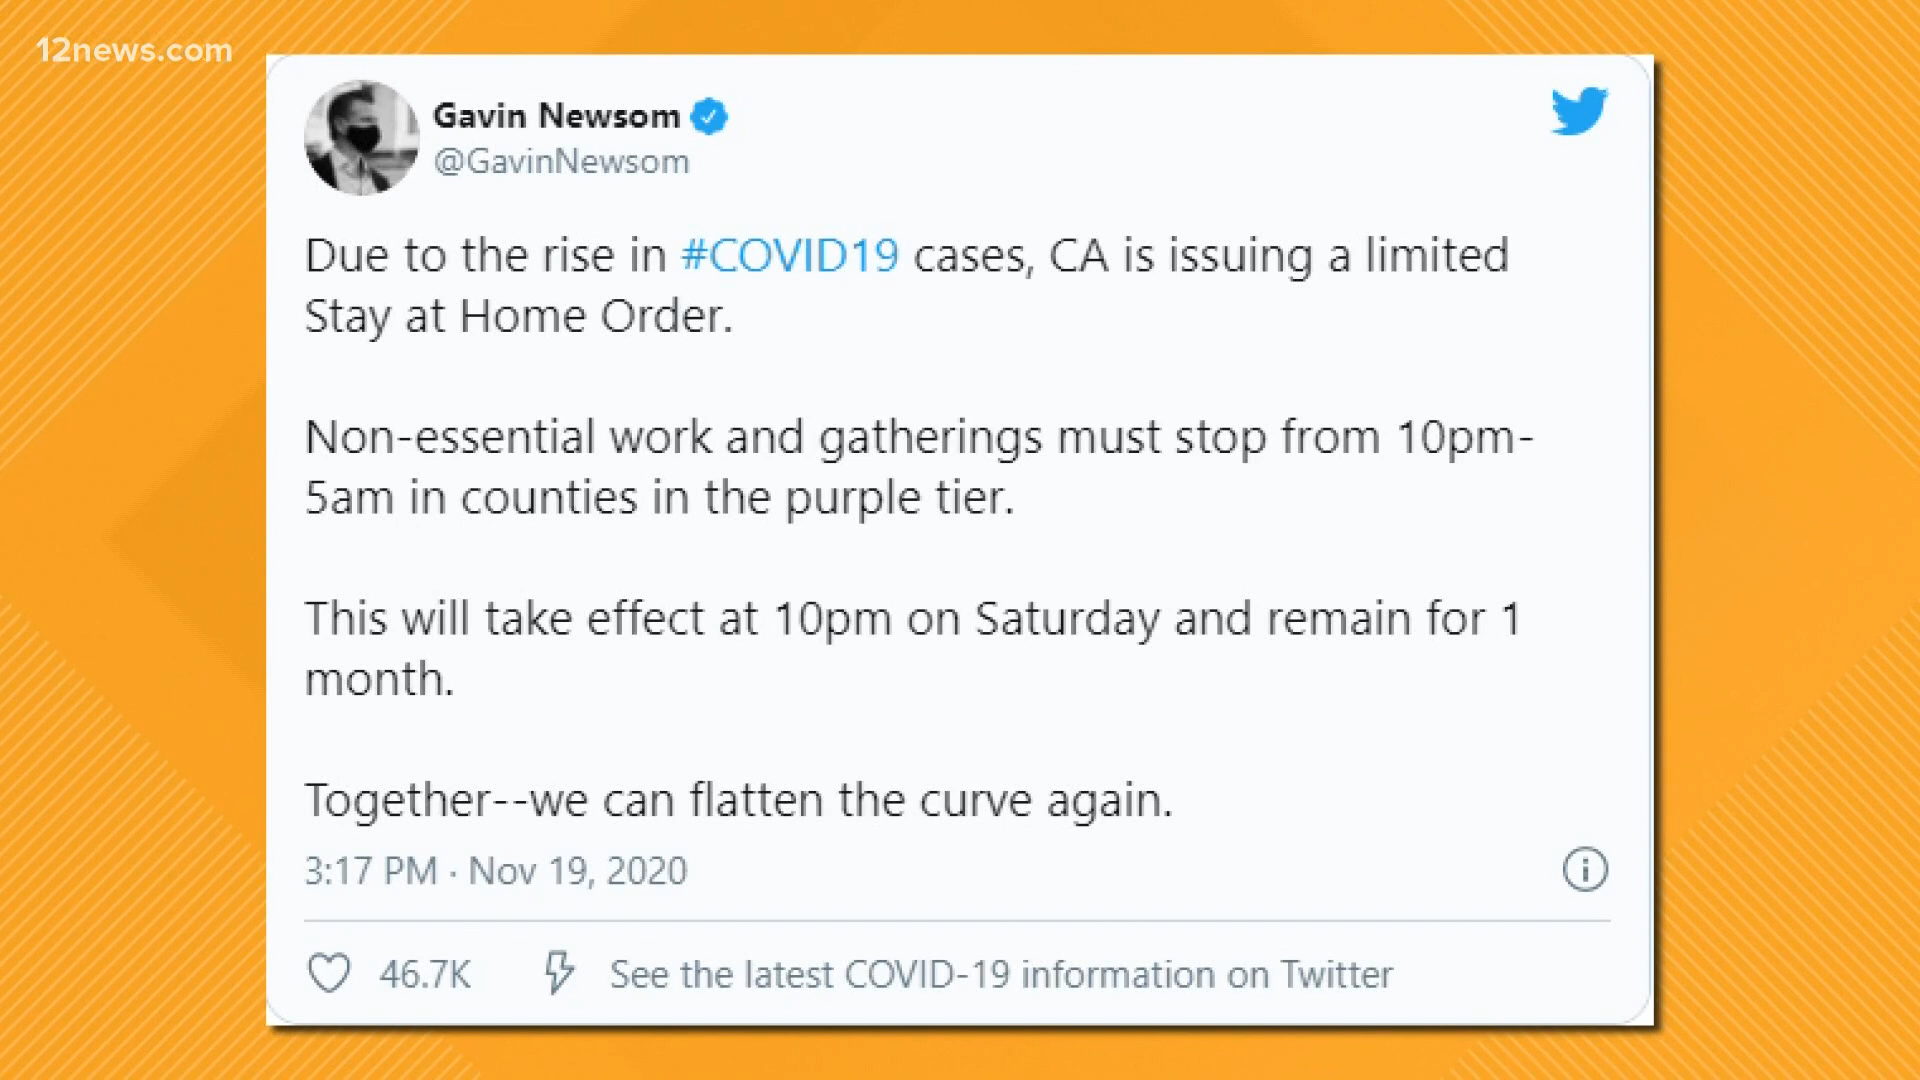 12news.com
Gavin Newsom
@GavinNewsom
Due to the rise in #COVID19 cases, CA is issuing a limited
Stay at Home Order.
Non-essential work and gatherings must stop from 10pm-
5am in counties in the purple tier.
This will take effect at 10pm on Saturday and remain for 1
month.
Together--we can flatten the curve again.
3:17 PM · Nov 19, 2020
46.7K See the latest COVID-19 information on Twitter